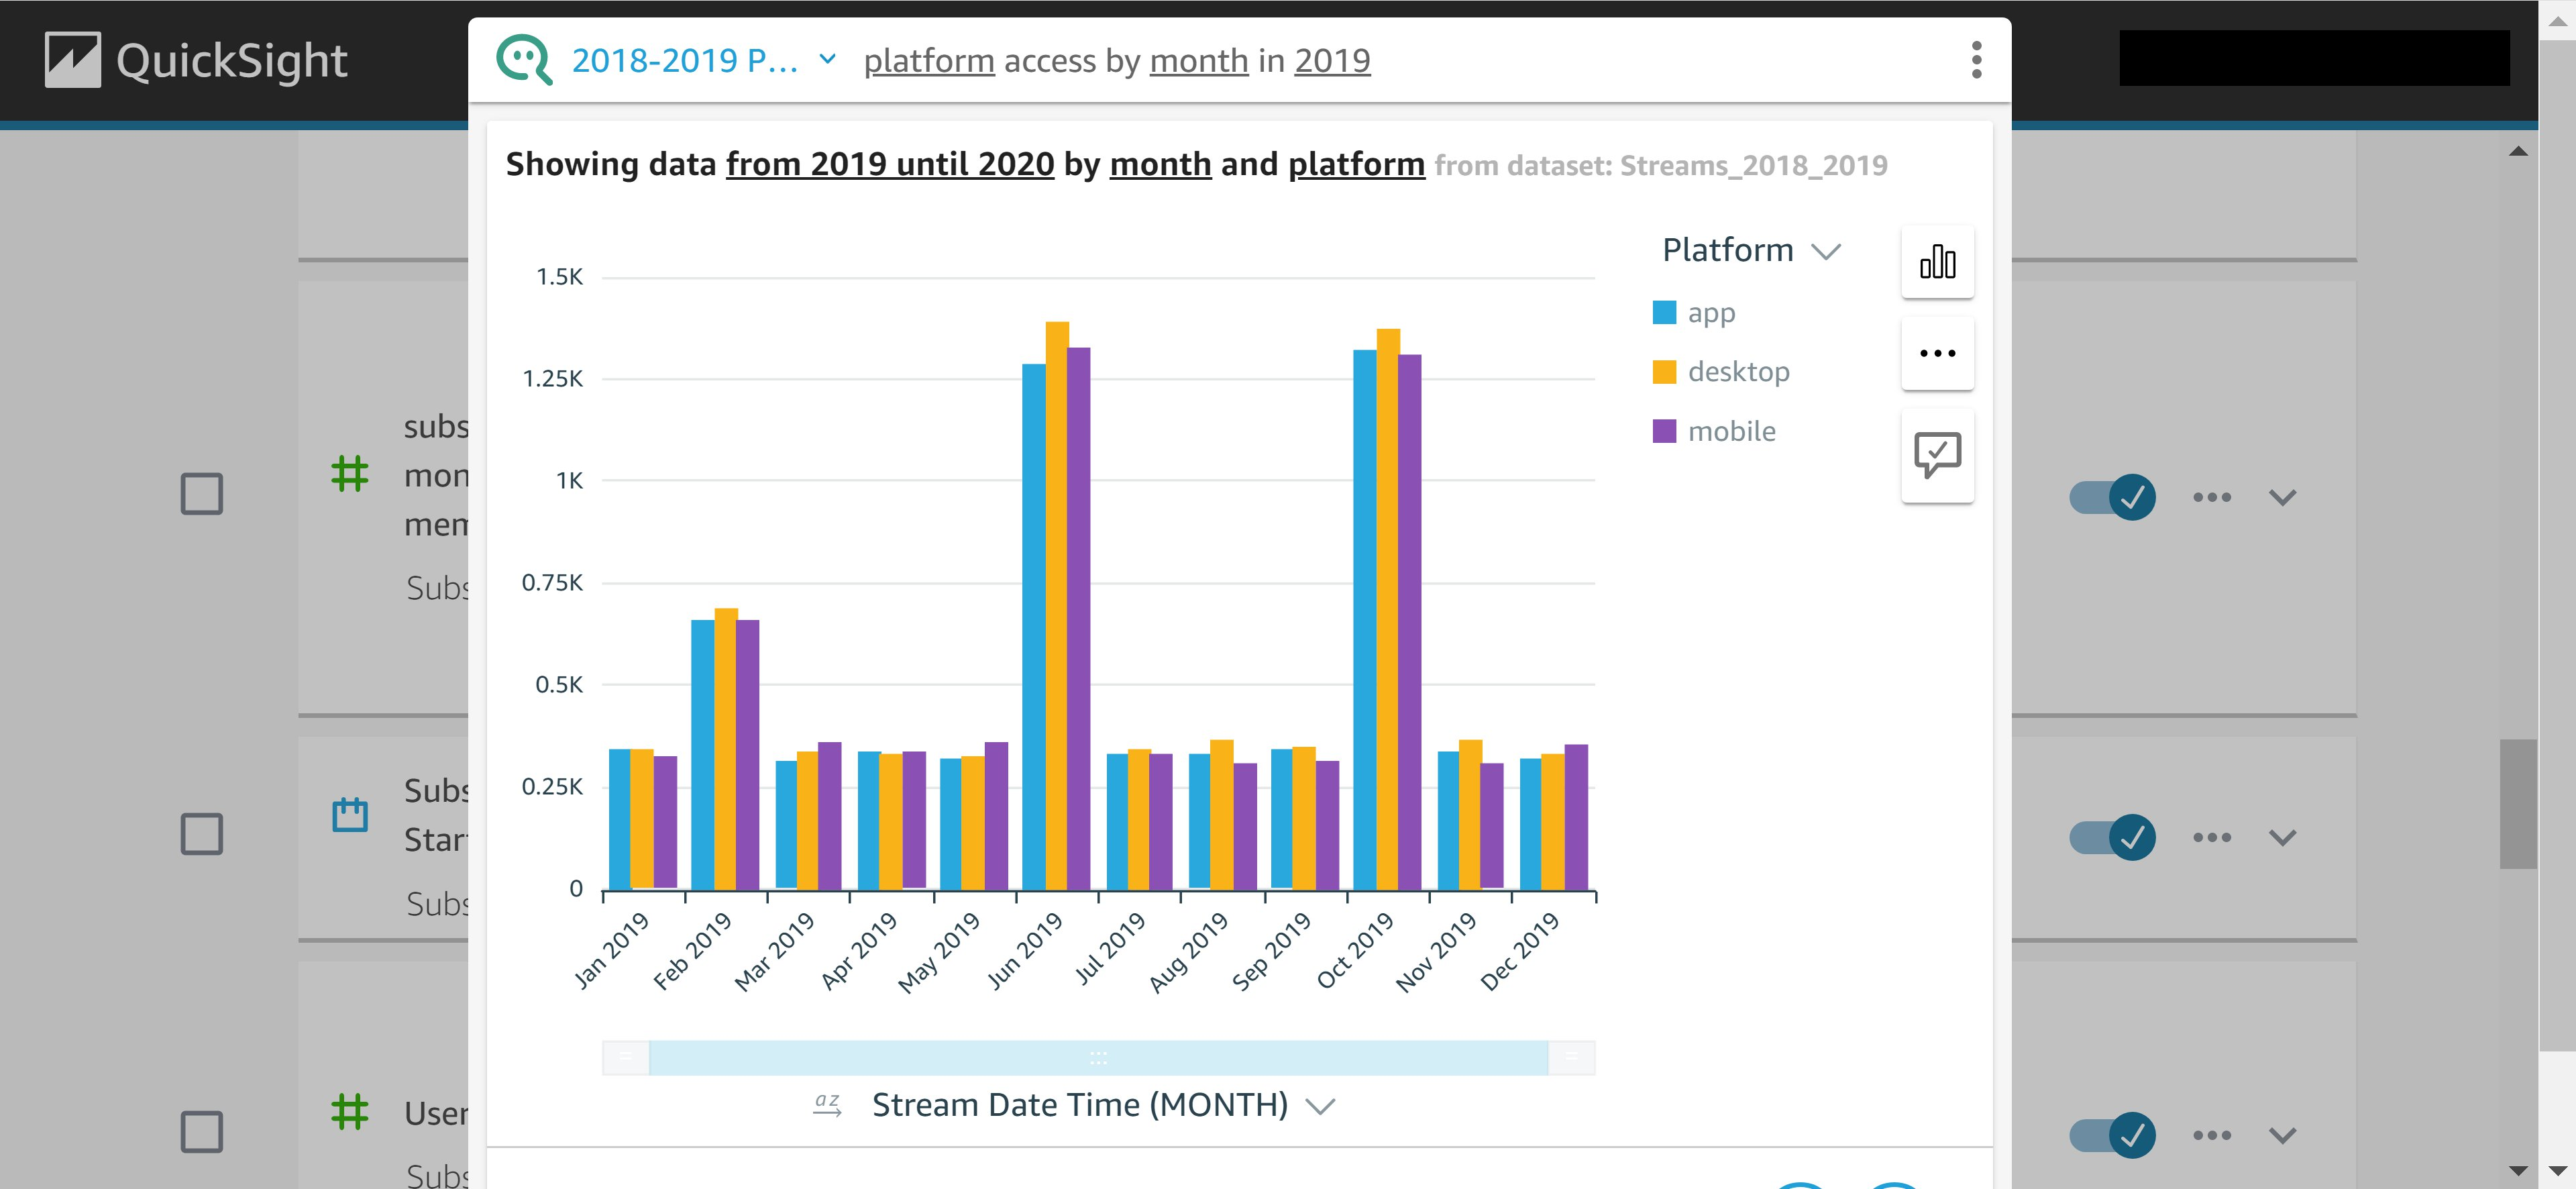 QuickSight
2018-2019 P... platform access by month in 2019
Showing data from 2019 until 2020 by month and platform from dataset: Streams_2018_2019
Platform
app
desktop
mobile
1.5K
1.25K
1K
0.75K
0.5K
0.25K
0
Jan 2019
Feb 2019
Mar 2019
Apr 2019
May 2019
Jun 2019
Jul 2019
Aug 2019
Sep 2019
Oct 2019
Nov 2019
Dec 2019
az Stream Date Time (MONTH)
subs
mon
mem
Subs
Subs
Star
Subs
User
Subs